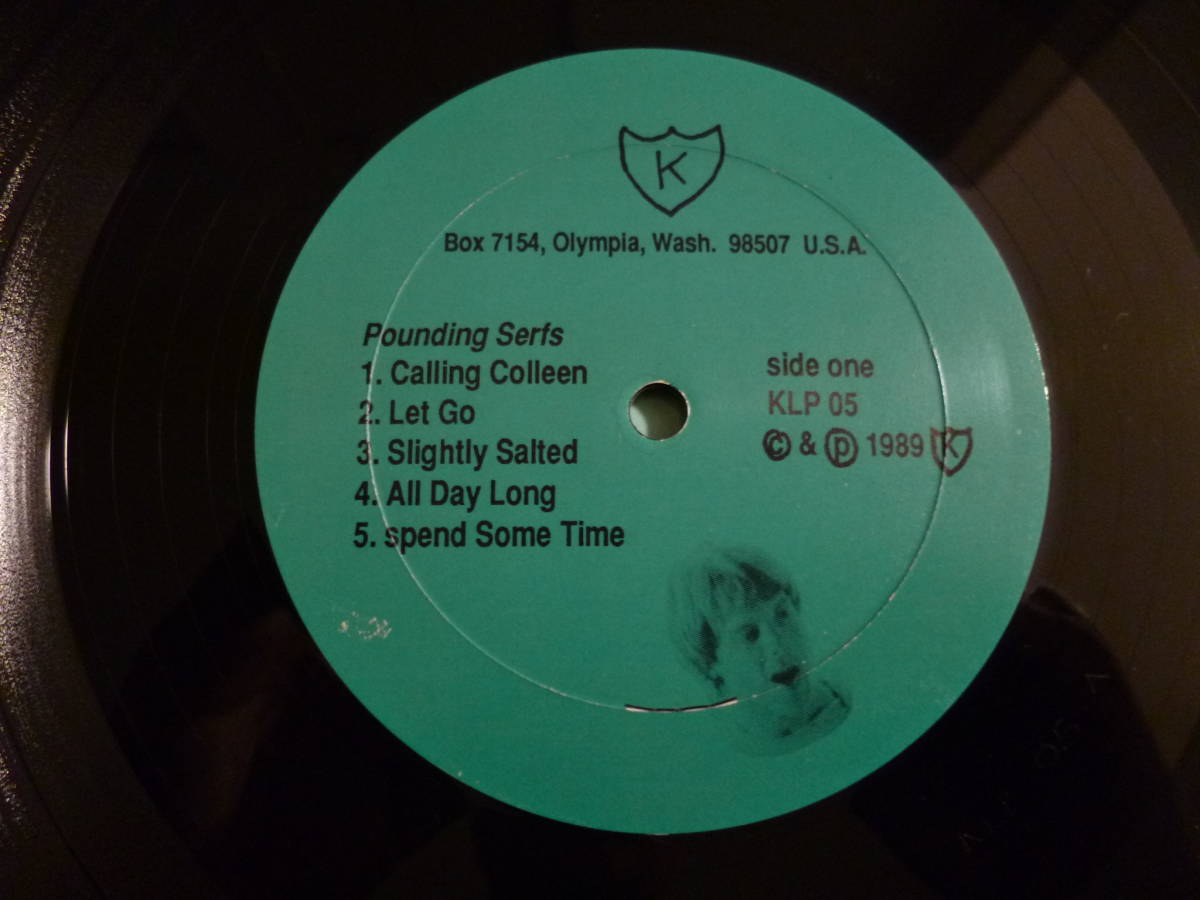 K
Box 7154, Olympia, Wash. 98507 U.S.A.
Pounding Serfs
1. Calling Colleen
2. Let Go
3. Slightly Salted
4. All Day Long
5. spend Some Time
side one
KLP 05
© & ℗ 1989 K